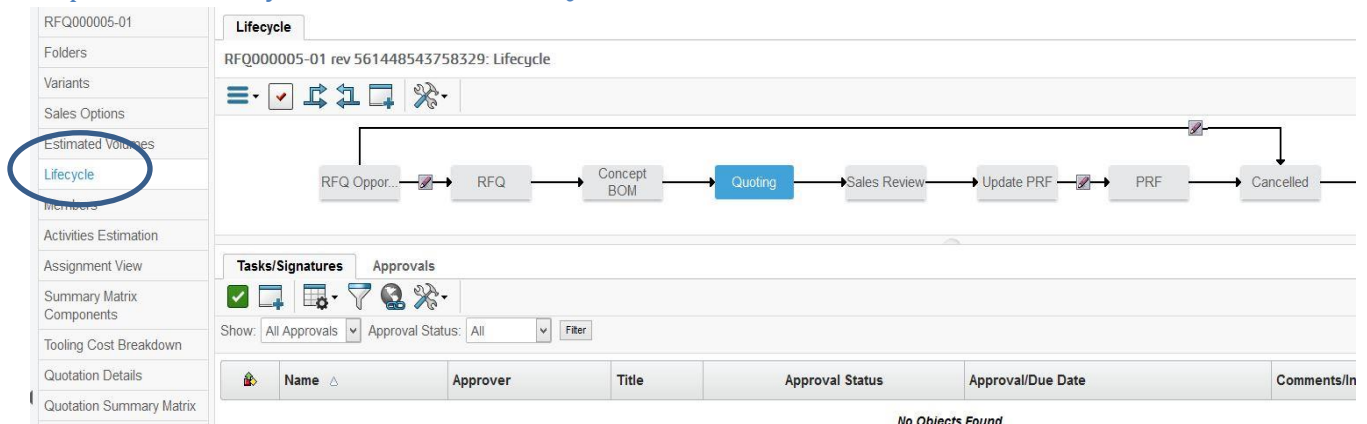 RFQ000005-01
Folders
Variants
Sales Options
Estimated Volumes
Lifecycle
Members
Activities Estimation
Assignment View
Summary Matrix
Components
Tooling Cost Breakdown
Quotation Details
Quotation Summary Matrix
Lifecycle
RFQ000005-01 rev 561448543758329: Lifecycle
RFQ Oppor...
RFQ
Concept
BOM
Quoting
Sales Review
Update PRF
PRF
Cancelled
Tasks/Signatures Approvals
Show: All Approvals Approval Status: All Filter
Name Approver Title Approval Status Approval/Due Date Comments/In
No Objects Found